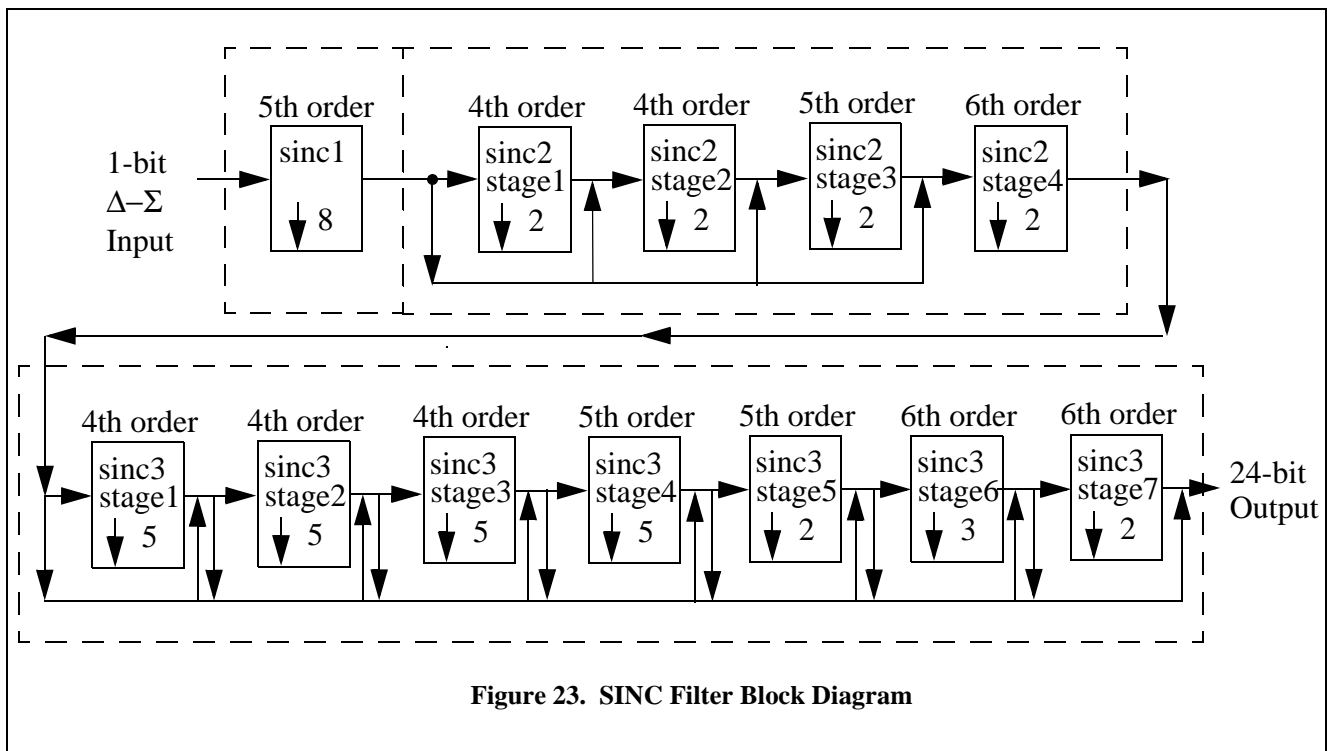 5th order
4th order
4th order
5th order
6th order
1-bit
Δ–Σ
Input
sinc1
8
sinc2
stage1
2
sinc2
stage2
2
sinc2
stage3
2
sinc2
stage4
2
4th order
4th order
4th order
5th order
5th order
6th order
6th order
sinc3
stage1
5
sinc3
stage2
5
sinc3
stage3
5
sinc3
stage4
5
sinc3
stage5
2
sinc3
stage6
3
sinc3
stage7
2
24-bit
Output
Figure 23. SINC Filter Block Diagram